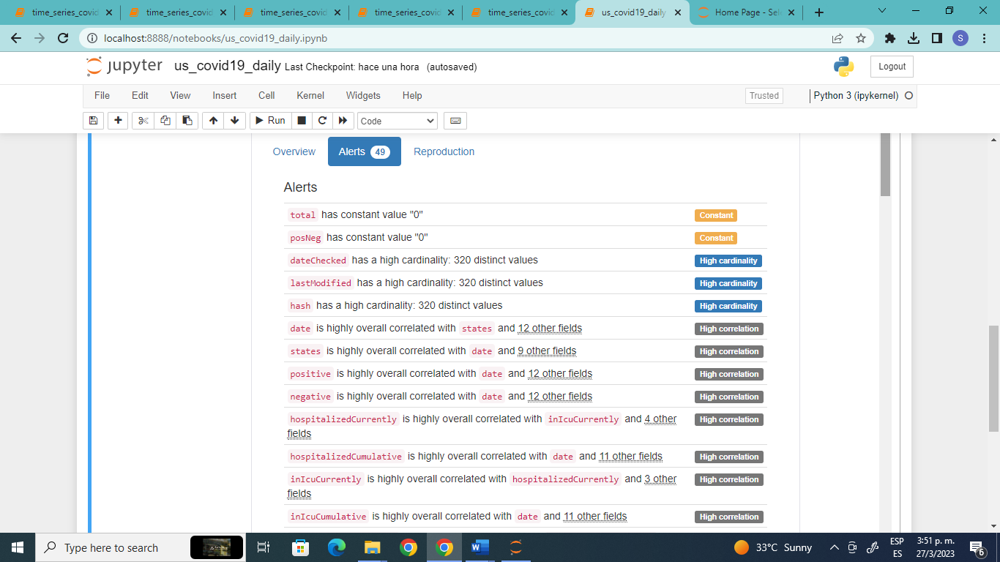 time_series_covid
time_series_covid
time_series_covid
time_series_covid
time_series_covid
us_covid19_daily
Home Page - Sele
localhost:8888/notebooks/us_covid19_daily.ipynb
S
jupyter us_covid19_daily Last Checkpoint: hace una hora (autosaved)
Logout
File Edit View Insert Cell Kernel Widgets Help
Trusted
Python 3 (ipykernel)
Run
Code
Overview Alerts 49 Reproduction
Alerts
total has constant value "0" Constant
posNeg has constant value "0" Constant
dateChecked has a high cardinality: 320 distinct values High cardinality
lastModified has a high cardinality: 320 distinct values High cardinality
hash has a high cardinality: 320 distinct values High cardinality
date is highly overall correlated with states and 12 other fields High correlation
states is highly overall correlated with date and 9 other fields High correlation
positive is highly overall correlated with date and 12 other fields High correlation
negative is highly overall correlated with date and 12 other fields High correlation
hospitalizedCurrently is highly overall correlated with inIcuCurrently and 4 other High correlation
fields
hospitalizedCumulative is highly overall correlated with date and 11 other fields High correlation
inIcuCurrently is highly overall correlated with hospitalizedCurrently and 3 other High correlation
fields
inIcuCumulative is highly overall correlated with date and 11 other fields High correlation
Type here to search
33°C Sunny
ESP
ES
3:51 p. m.
27/3/2023
6